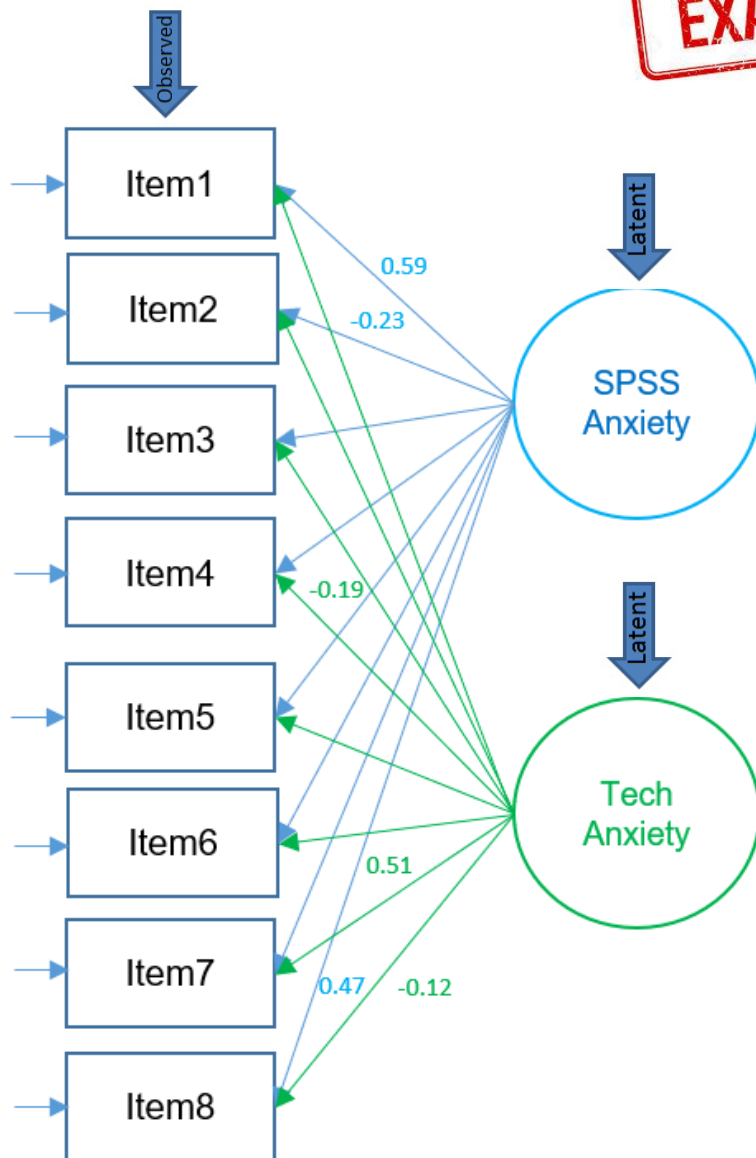 Observed
Item1
0.59
Latent
Item2
-0.23
SPSS
Anxiety
Item3
Item4
-0.19
Latent
Item5
Tech
Anxiety
Item6
0.51
Item7
0.47
-0.12
Item8